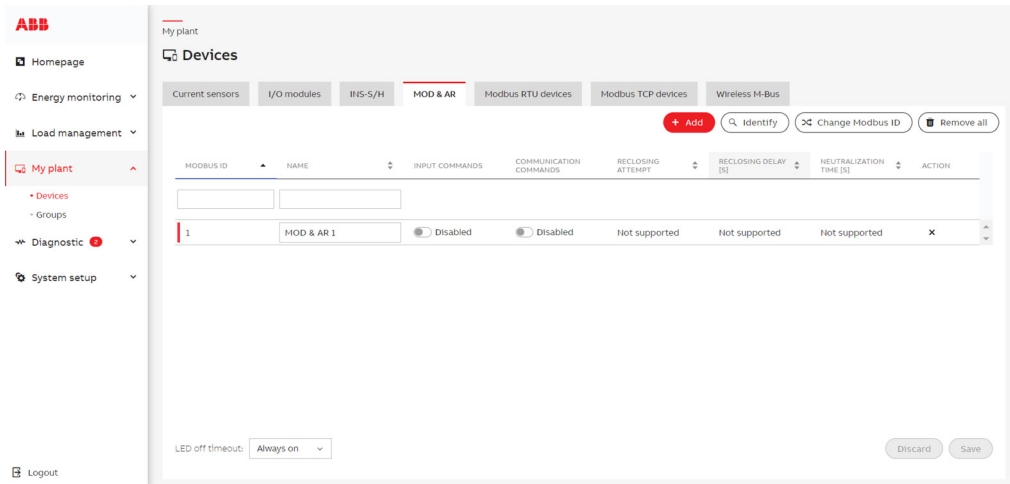 ABB
Homepage
Energy monitoring
Load management
My plant
• Devices
- Groups
Diagnostic 2
System setup
Logout
My plant
Devices
Current sensors I/O modules INS-S/H MOD & AR Modbus RTU devices Modbus TCP devices Wireless M-Bus
+ Add Identify Change Modbus ID Remove all
MODBUS ID NAME INPUT COMMANDS COMMUNICATION COMMANDS RECLOSING ATTEMPT RECLOSING DELAY [S] NEUTRALIZATION TIME [S] ACTION
1 MOD & AR 1 Disabled Disabled Not supported Not supported Not supported ×
LED off timeout: Always on Discard Save